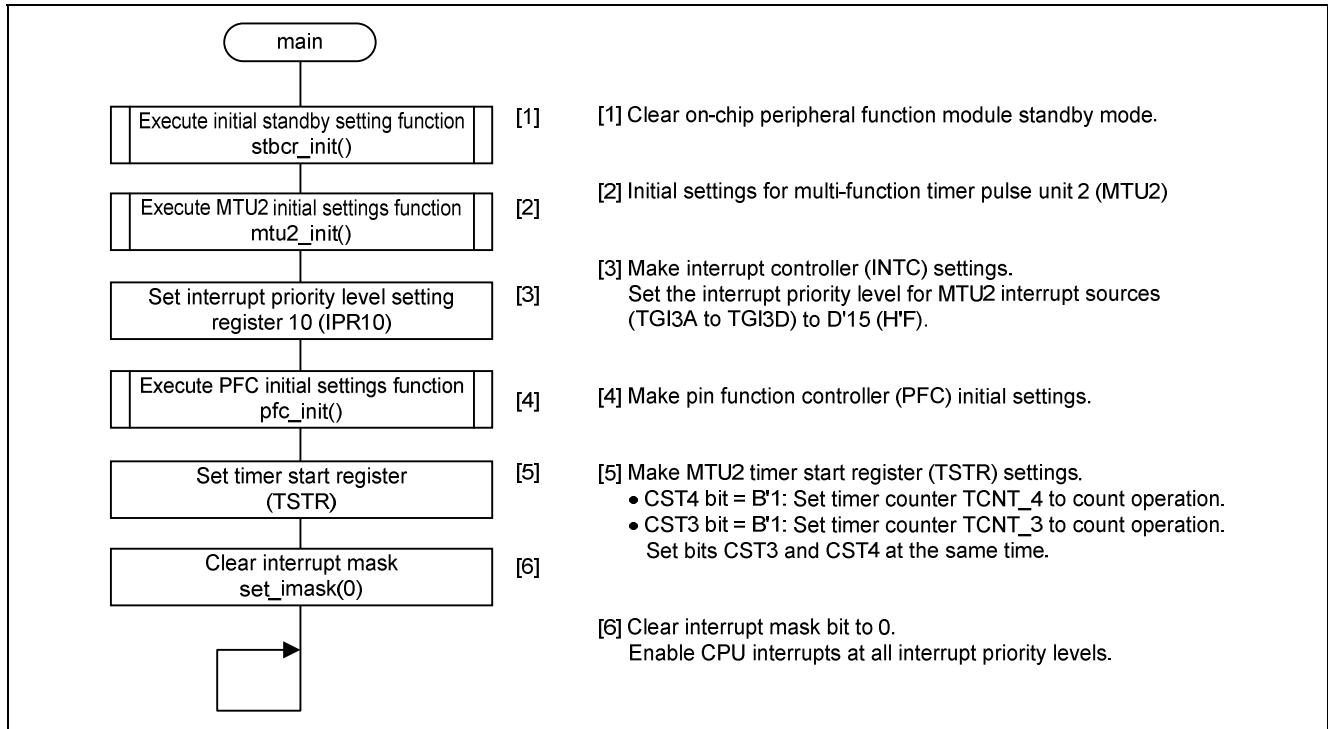 main
Execute initial standby setting function
stbcr_init()
[1]
[1] Clear on-chip peripheral function module standby mode.
Execute MTU2 initial settings function
mtu2_init()
[2]
[2] Initial settings for multi-function timer pulse unit 2 (MTU2)
Set interrupt priority level setting
register 10 (IPR10)
[3]
[3] Make interrupt controller (INTC) settings.
Set the interrupt priority level for MTU2 interrupt sources
(TGI3A to TGI3D) to D'15 (H'F).
Execute PFC initial settings function
pfc_init()
[4]
[4] Make pin function controller (PFC) initial settings.
Set timer start register
(TSTR)
[5]
[5] Make MTU2 timer start register (TSTR) settings.
• CST4 bit = B'1: Set timer counter TCNT_4 to count operation.
• CST3 bit = B'1: Set timer counter TCNT_3 to count operation.
Set bits CST3 and CST4 at the same time.
Clear interrupt mask
set_imask(0)
[6]
[6] Clear interrupt mask bit to 0.
Enable CPU interrupts at all interrupt priority levels.